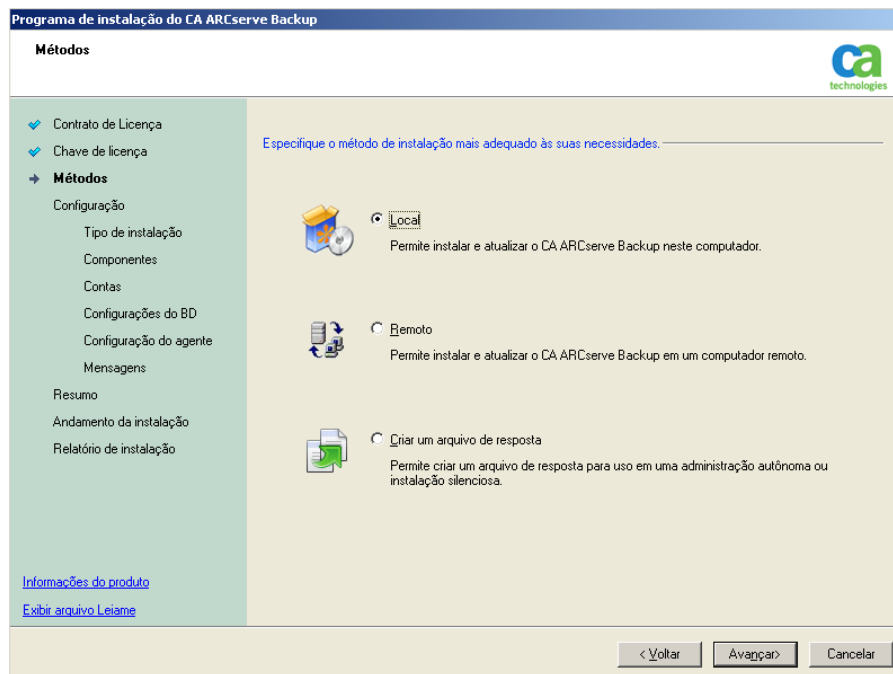 Programa de instalação do CA ARCserve Backup
Métodos
ca
technologies
Contrato de Licença
Chave de licença
Métodos
Configuração
Tipo de instalação
Componentes
Contas
Configurações do BD
Configuração do agente
Mensagens
Resumo
Andamento da instalação
Relatório de instalação
Informações do produto
Exibir arquivo Leiame
Especifique o método de instalação mais adequado às suas necessidades.
Local
Permite instalar e atualizar o CA ARCserve Backup neste computador.
Remoto
Permite instalar e atualizar o CA ARCserve Backup em um computador remoto.
Criar um arquivo de resposta
Permite criar um arquivo de resposta para uso em uma administração autônoma ou
instalação silenciosa.
< Voltar
Avançar>
Cancelar